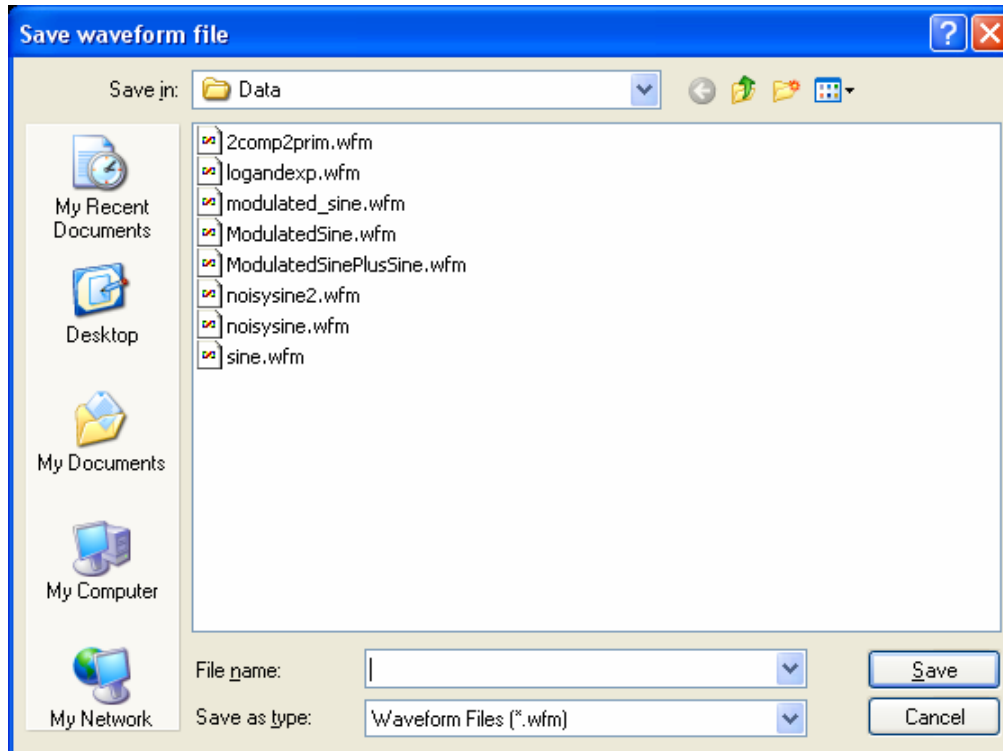 Save waveform file
Save in:
Data
My Recent
Documents
Desktop
My Documents
My Computer
My Network
2comp2prim.wfm
logandexp.wfm
modulated_sine.wfm
ModulatedSine.wfm
ModulatedSinePlusSine.wfm
noisysine2.wfm
noisysine.wfm
sine.wfm
File name:
Save
Save as type:
Waveform Files (*.wfm)
Cancel